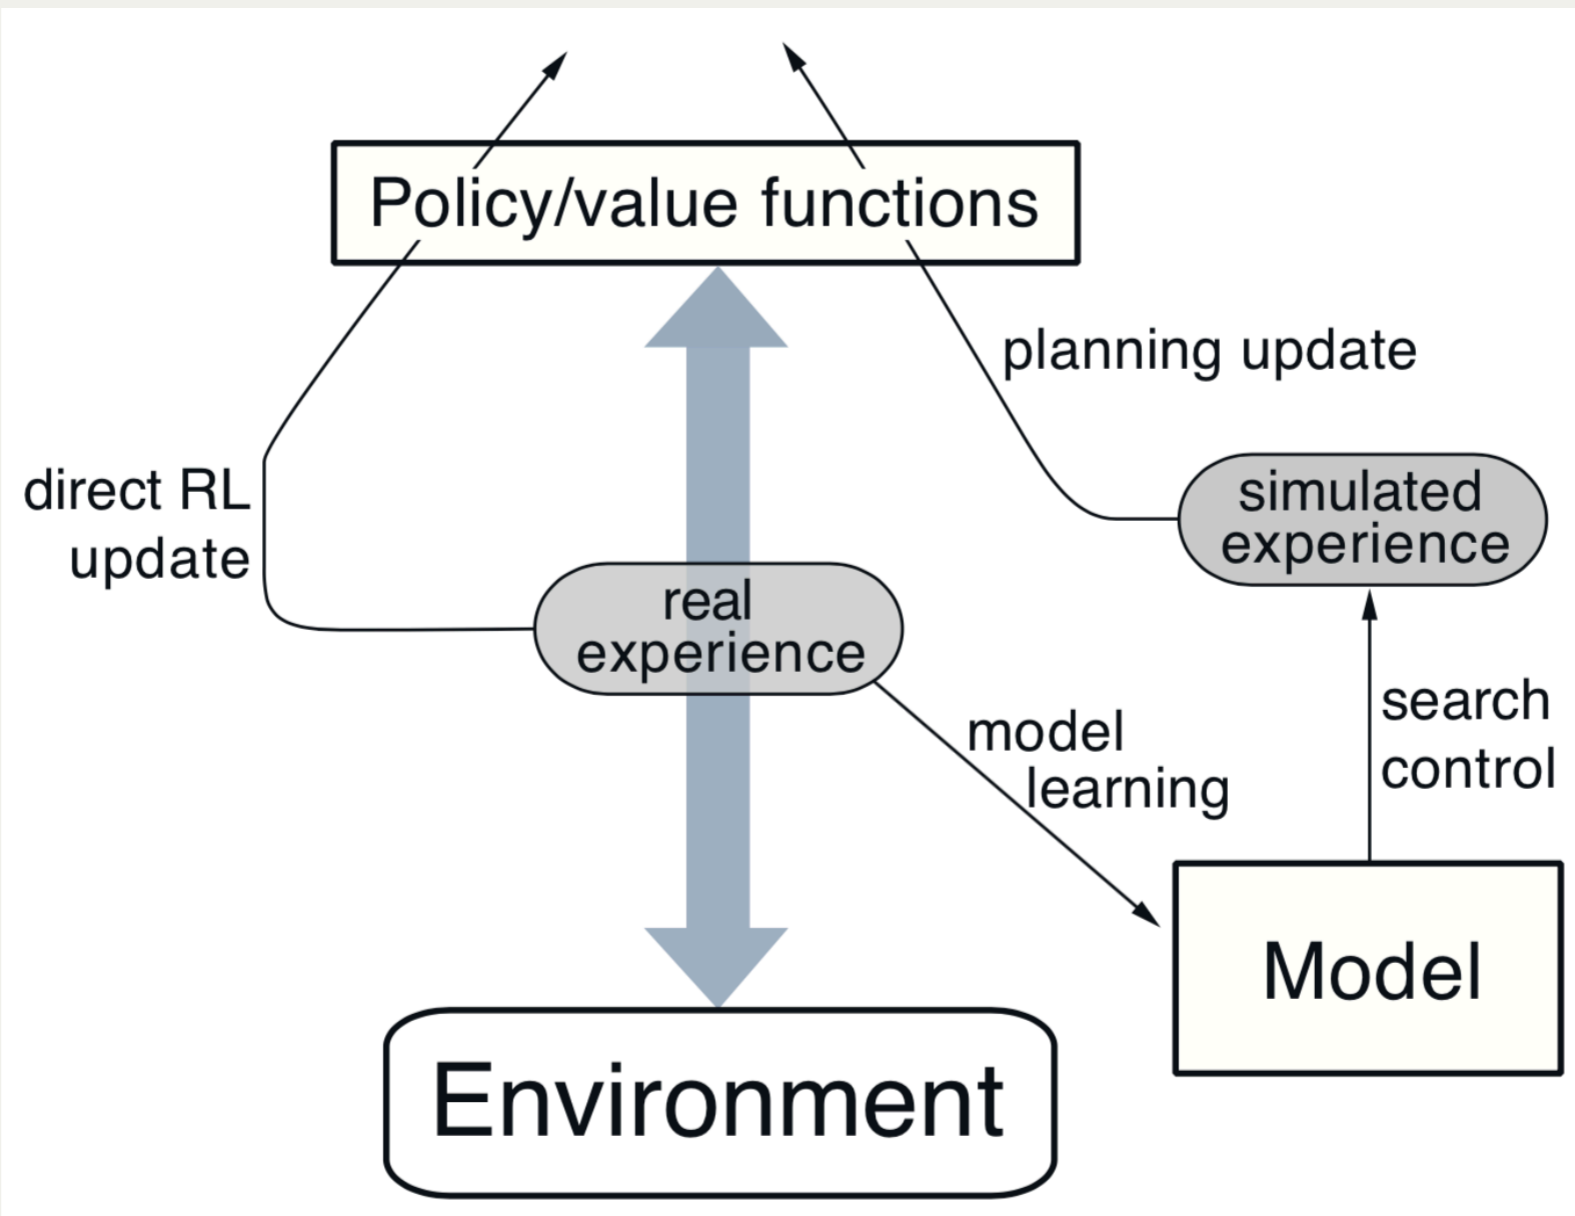 Policy/value functions
planning update
direct RL
update
simulated
experience
real
experience
model
learning
search
control
Model
Environment